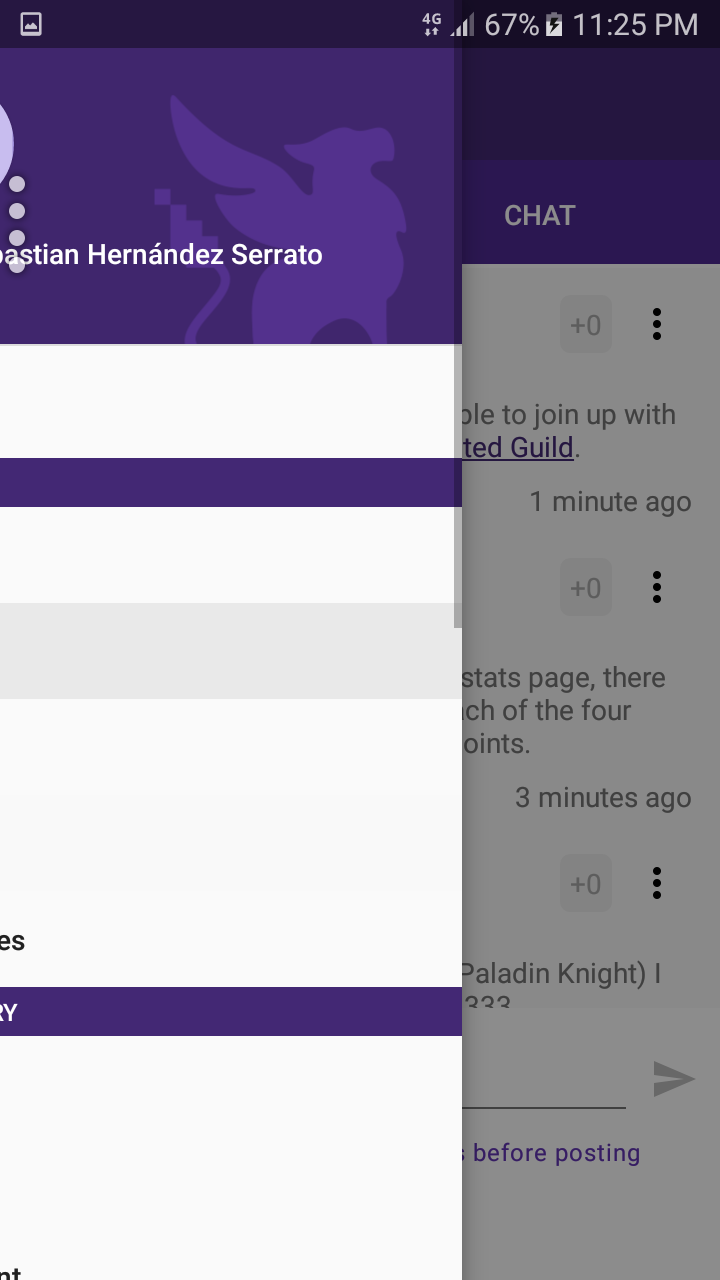 4G 67% 11:25 PM
CHAT
bastian Hernández Serrato
+0
ble to join up with
ted Guild.
1 minute ago
+0
stats page, there
ach of the four
oints.
3 minutes ago
+0
es
Paladin Knight) I
333
RY
s before posting
nt